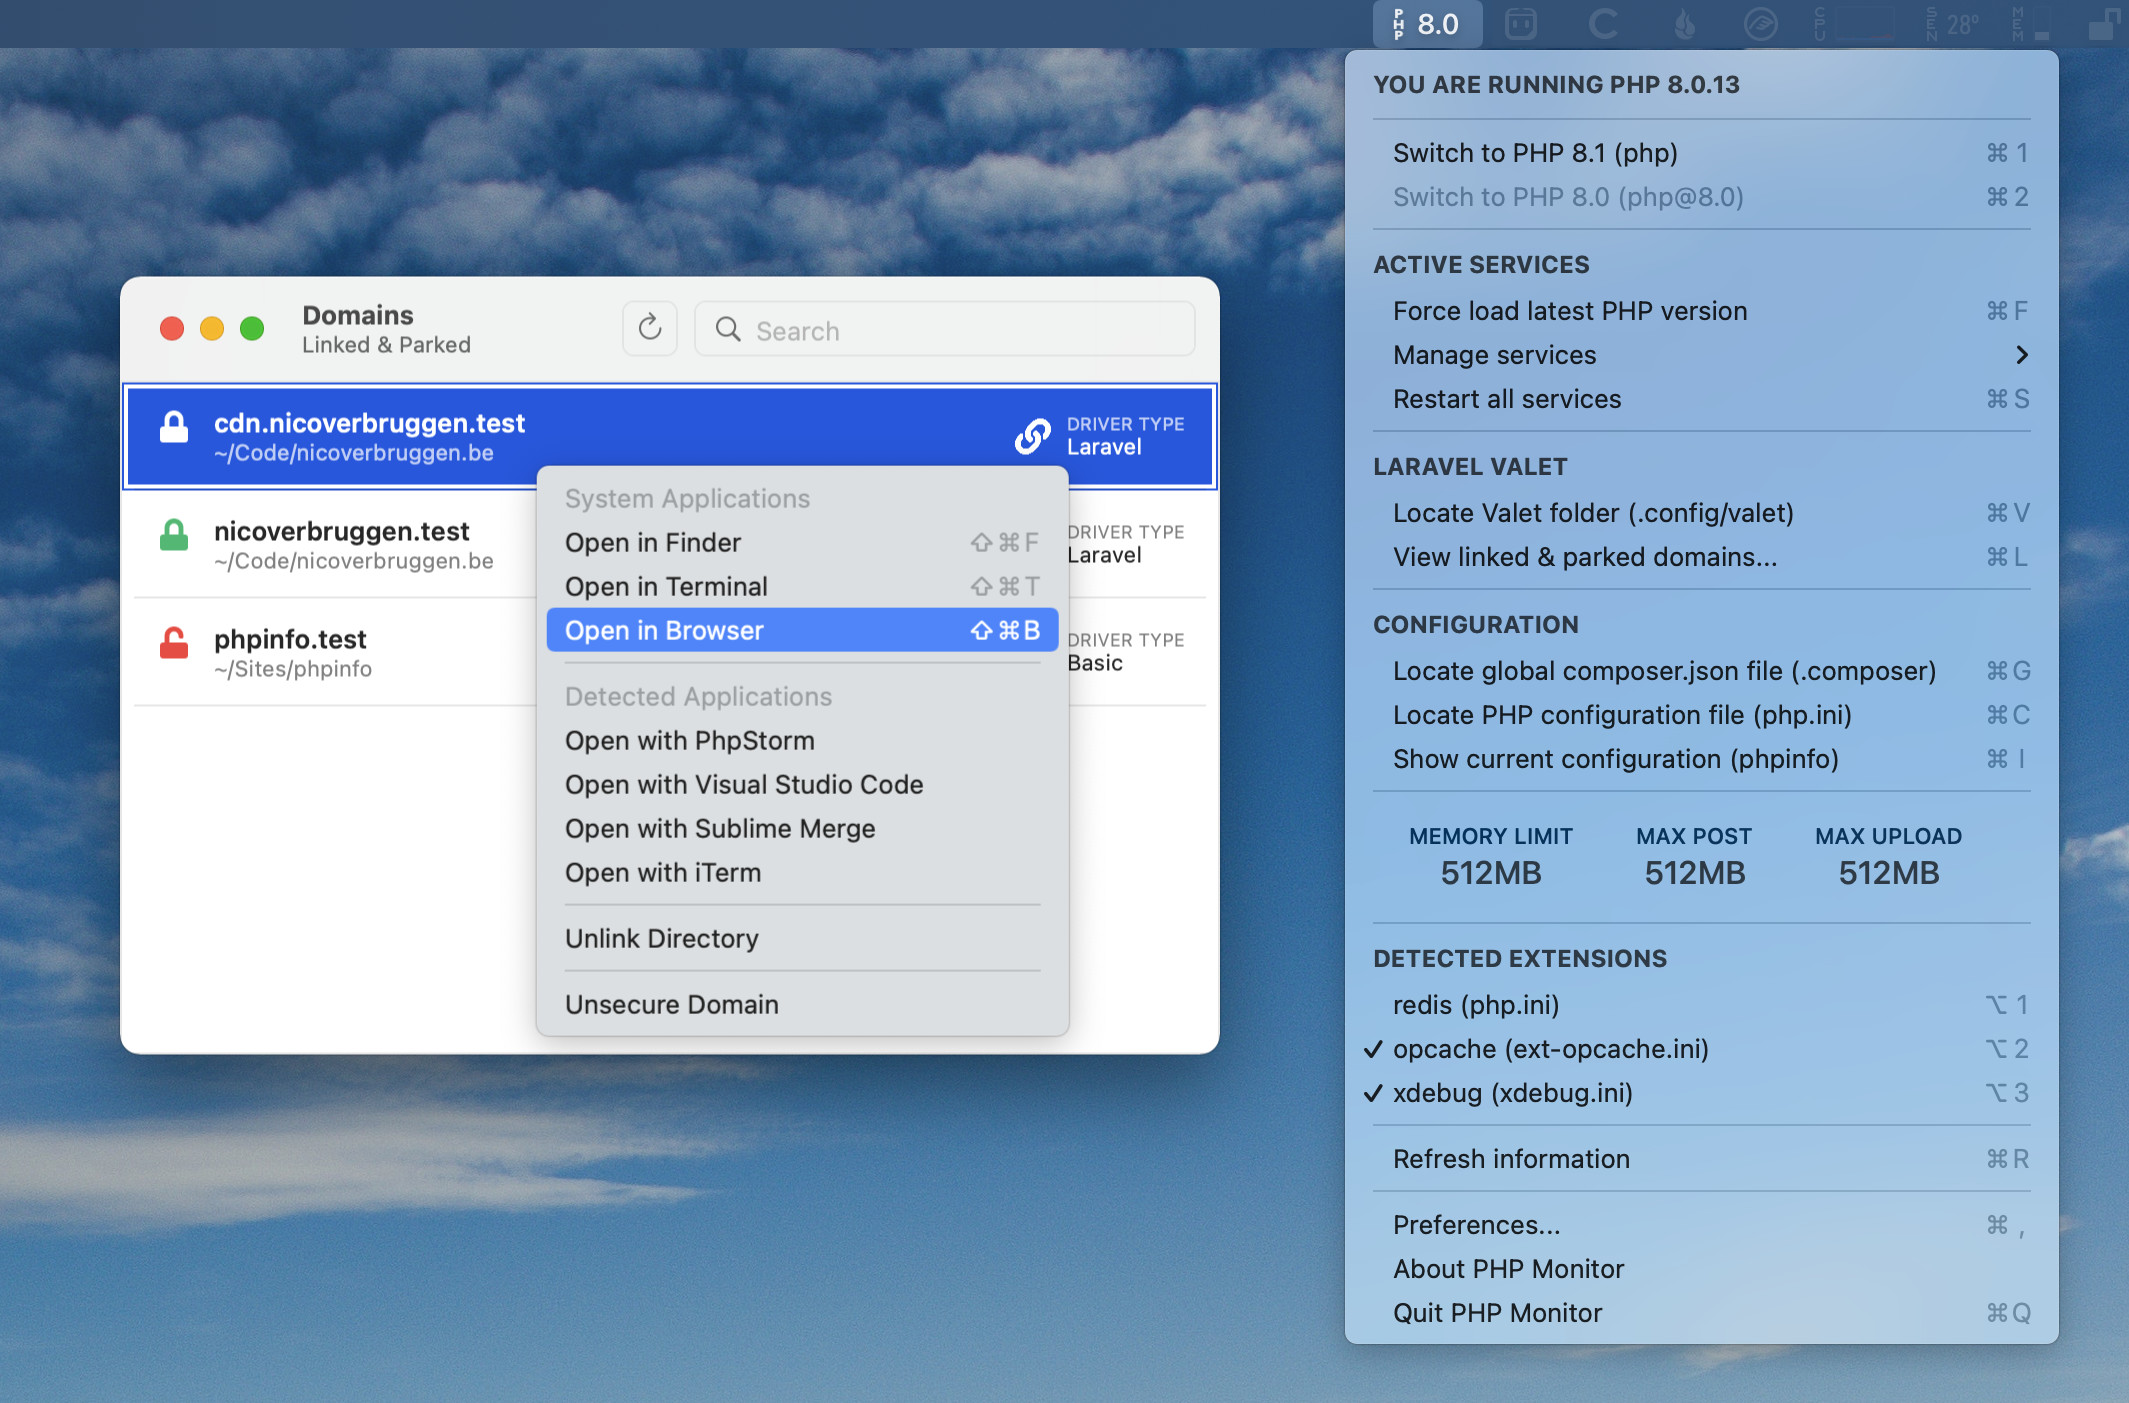 PHP 8.0
CPU
SEN 28°
MEM
Domains
Linked & Parked
Search
cdn.nicoverbruggen.test
~/Code/nicoverbruggen.be
DRIVER TYPE
Laravel
nicoverbruggen.test
~/Code/nicoverbruggen.be
DRIVER TYPE
Laravel
phpinfo.test
~/Sites/phpinfo
DRIVER TYPE
Basic
System Applications
Open in Finder ⇧⌘F
Open in Terminal ⇧⌘T
Open in Browser ⇧⌘B
Detected Applications
Open with PhpStorm
Open with Visual Studio Code
Open with Sublime Merge
Open with iTerm
Unlink Directory
Unsecure Domain
YOU ARE RUNNING PHP 8.0.13
Switch to PHP 8.1 (php) ⌘1
Switch to PHP 8.0 (php@8.0) ⌘2
ACTIVE SERVICES
Force load latest PHP version ⌘F
Manage services
Restart all services ⌘S
LARAVEL VALET
Locate Valet folder (.config/valet) ⌘V
View linked & parked domains... ⌘L
CONFIGURATION
Locate global composer.json file (.composer) ⌘G
Locate PHP configuration file (php.ini) ⌘C
Show current configuration (phpinfo) ⌘I
MEMORY LIMIT MAX POST MAX UPLOAD
512MB 512MB 512MB
DETECTED EXTENSIONS
redis (php.ini) ⌥1
✓ opcache (ext-opcache.ini) ⌥2
✓ xdebug (xdebug.ini) ⌥3
Refresh information ⌘R
Preferences... ⌘,
About PHP Monitor
Quit PHP Monitor ⌘Q